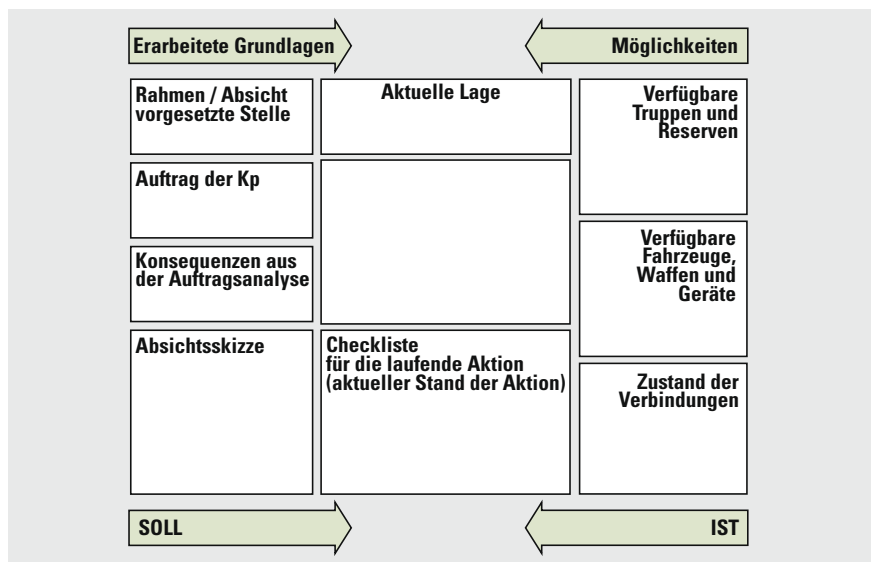 Erarbeitete Grundlagen
Möglichkeiten
Rahmen / Absicht
vorgesetzte Stelle
Auftrag der Kp
Konsequenzen aus
der Auftragsanalyse
Absichtsskizze
Aktuelle Lage
Checkliste
für die laufende Aktion
(aktueller Stand der Aktion)
Verfügbare
Truppen und
Reserven
Verfügbare
Fahrzeuge,
Waffen und
Geräte
Zustand der
Verbindungen
SOLL
IST